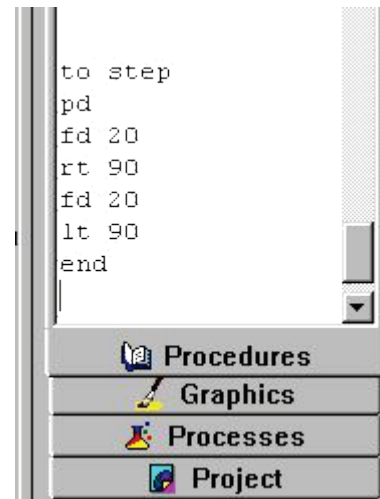 to step
pd
fd 20
rt 90
fd 20
lt 90
end
Procedures
Graphics
Processes
Project